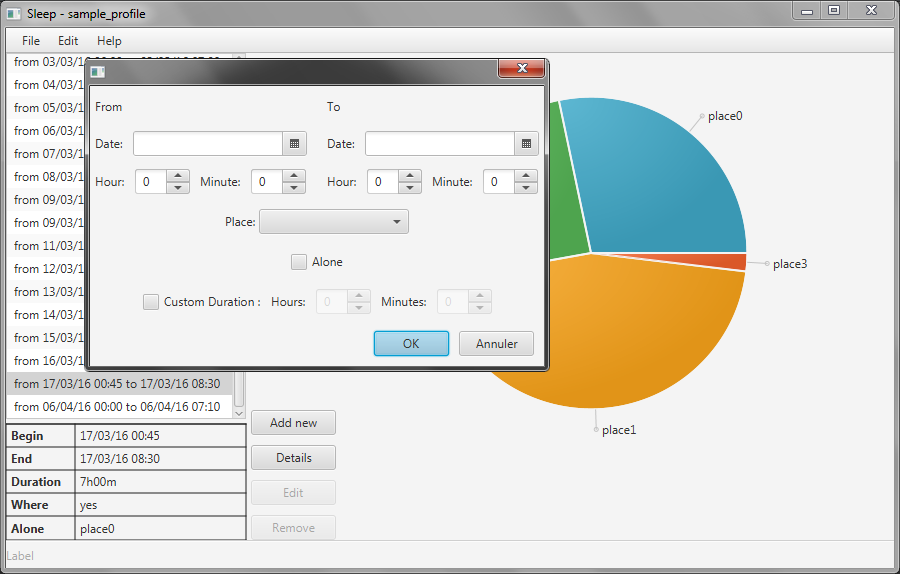 Sleep - sample_profile
File Edit Help
from 03/03/1
from 04/03/1
from 05/03/1
from 06/03/1
from 07/03/1
from 08/03/1
from 09/03/1
from 09/03/1
from 11/03/1
from 12/03/1
from 13/03/1
from 14/03/1
from 15/03/1
from 16/03/1
from 17/03/16 00:45 to 17/03/16 08:30
from 06/04/16 00:00 to 06/04/16 07:10
From To
Date: Date:
Hour: 0 Minute: 0 Hour: 0 Minute: 0
Place:
Alone
Custom Duration : Hours: 0 Minutes: 0
OK Annuler
place0
place3
place1
Begin 17/03/16 00:45
End 17/03/16 08:30
Duration 7h00m
Where yes
Alone place0
Add new
Details
Edit
Remove
Label